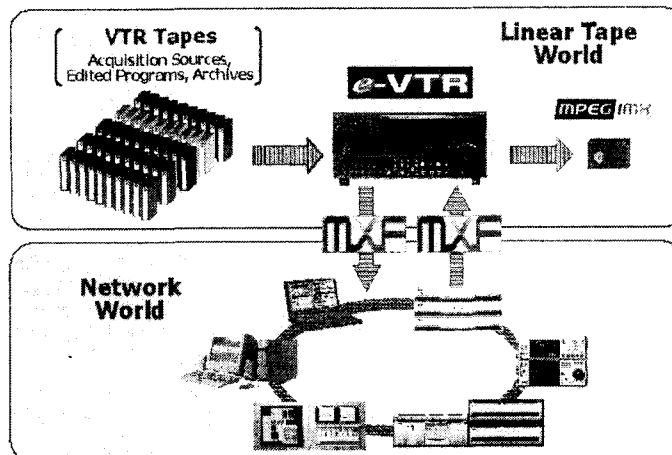 VTR Tapes
Acquisition Sources,
Edited Programs, Archives
Linear Tape
World
e-VTR
MPEG IMX
MXF MXF
Network
World